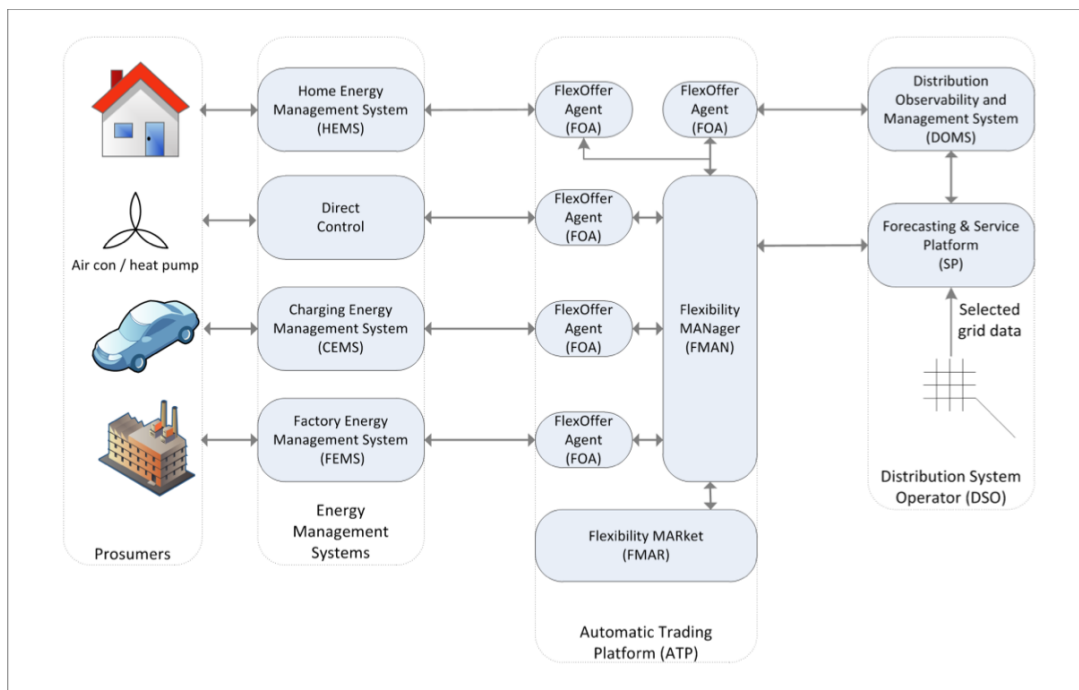 Home Energy
Management System
(HEMS)
FlexOffer
Agent
(FOA)
FlexOffer
Agent
(FOA)
Distribution
Observability and
Management System
(DOMS)
Air con / heat pump
Direct
Control
FlexOffer
Agent
(FOA)
Flexibility
MANager
(FMAN)
Forecasting & Service
Platform
(SP)
Charging Energy
Management System
(CEMS)
FlexOffer
Agent
(FOA)
Selected
grid data
Factory Energy
Management System
(FEMS)
FlexOffer
Agent
(FOA)
Distribution System
Operator (DSO)
Prosumers
Energy
Management
Systems
Flexibility MARket
(FMAR)
Automatic Trading
Platform (ATP)